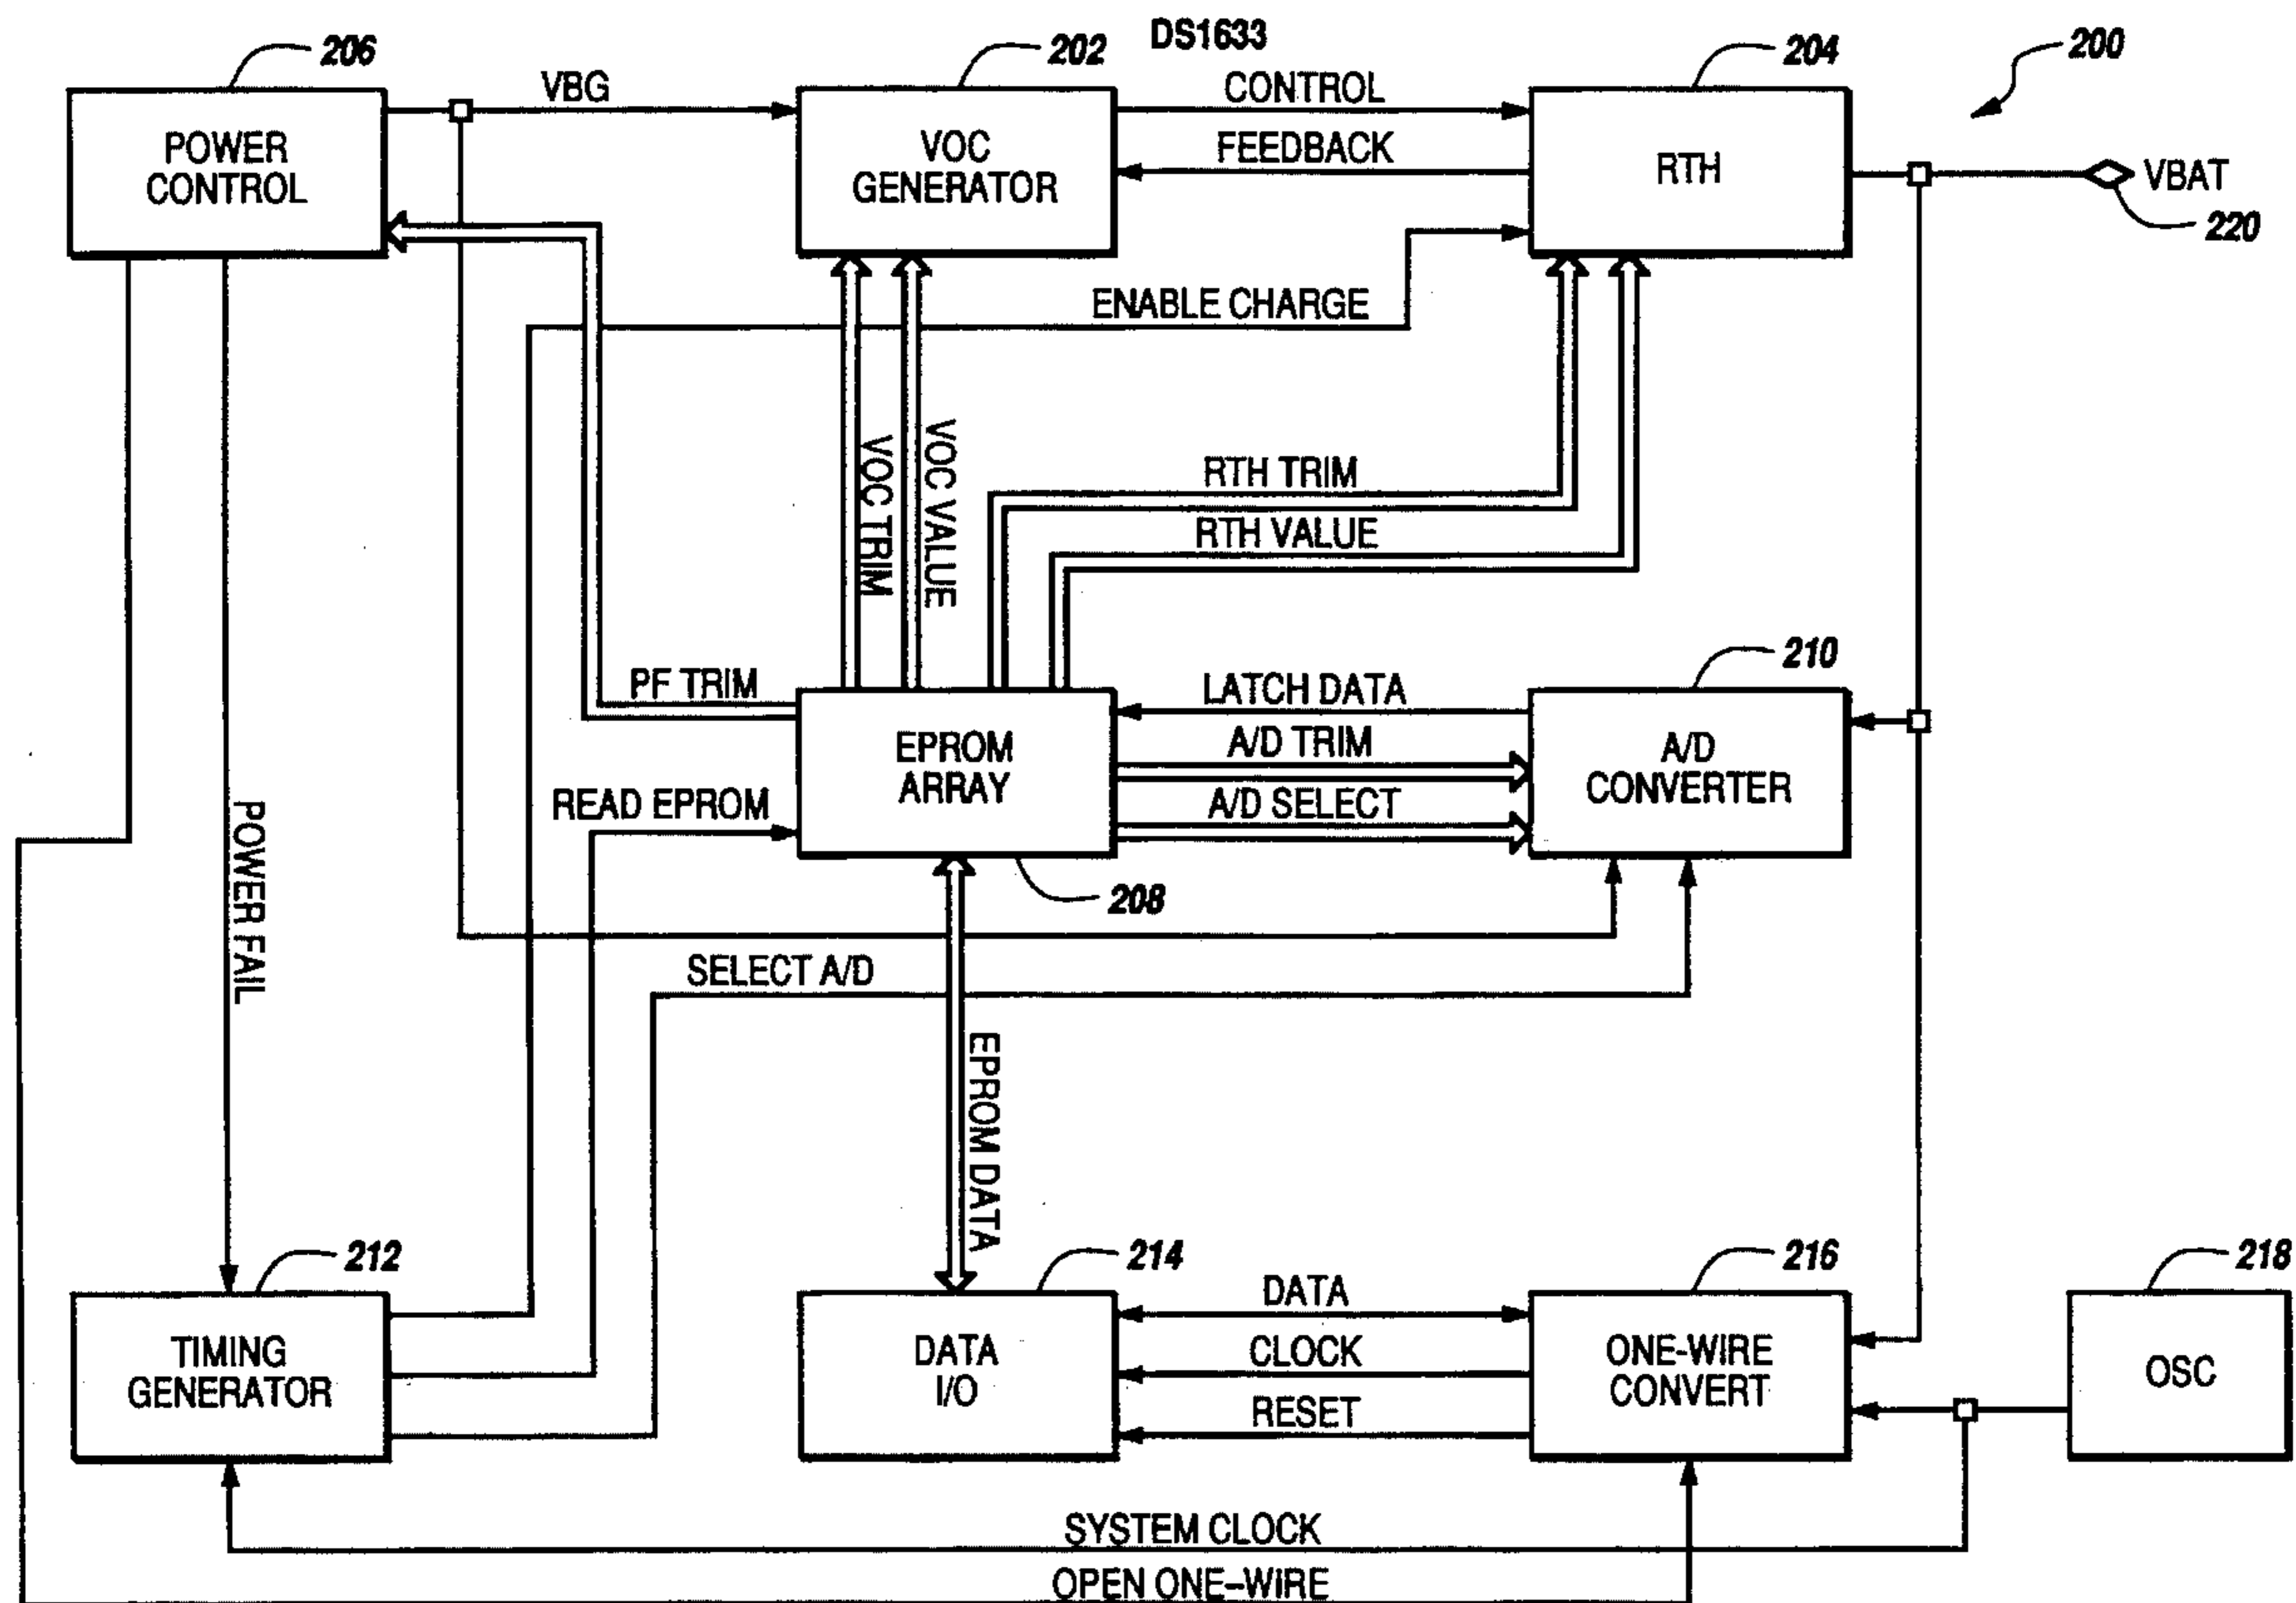 DS1633
206
202
204
200
VBG
CONTROL
POWER
CONTROL
VOC
GENERATOR
FEEDBACK
RTH
VBAT
220
ENABLE CHARGE
VOC TRIM
VOC VALUE
RTH TRIM
RTH VALUE
210
PF TRIM
LATCH DATA
EPROM
ARRAY
A/D TRIM
A/D
CONVERTER
READ EPROM
A/D SELECT
POWER FAIL
208
SELECT A/D
EPROM DATA
212
214
216
218
DATA
TIMING
GENERATOR
DATA
I/O
CLOCK
ONE-WIRE
CONVERT
OSC
RESET
SYSTEM CLOCK
OPEN ONE-WIRE